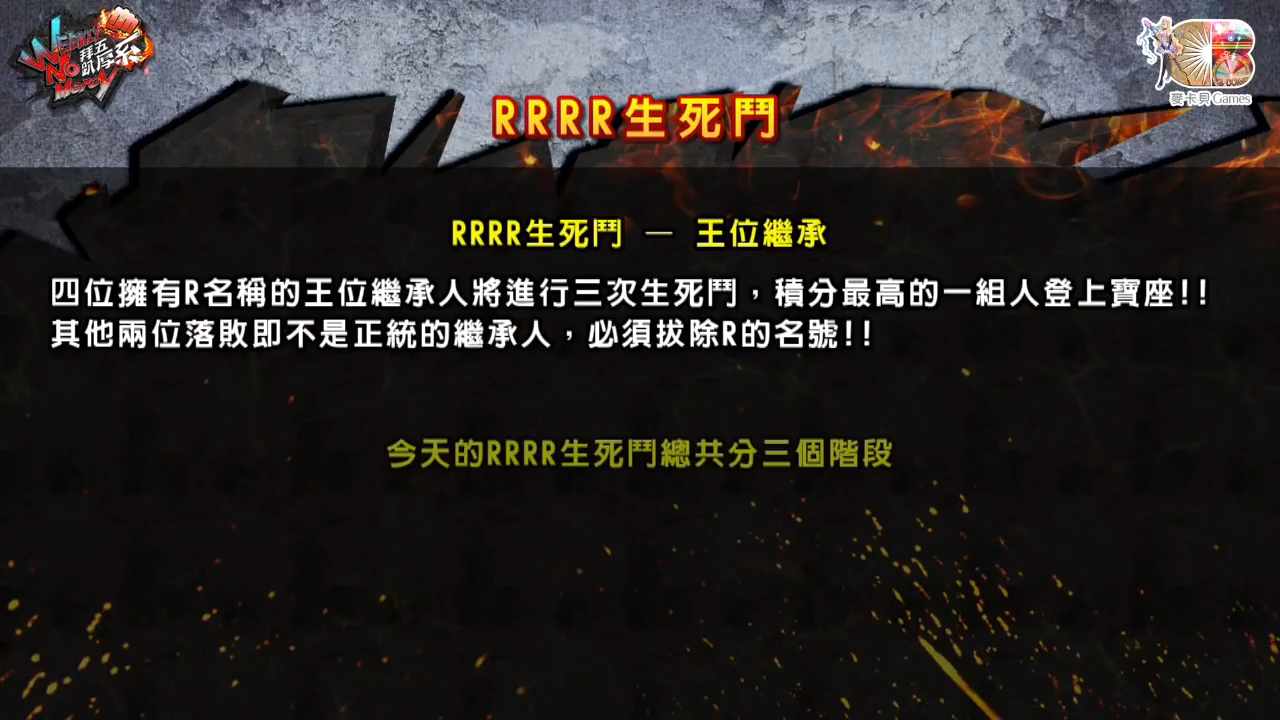 WEEKLY
拜五
NO
趴厚系
MERCY
麥卡貝Games
RRRR生死鬥
RRRR生死鬥 — 王位繼承
四位擁有R名稱的王位繼承人將進行三次生死鬥，積分最高的一組人登上寶座!!
其他兩位落敗即不是正統的繼承人，必須拔除R的名號!!
今天的RRRR生死鬥總共分三個階段